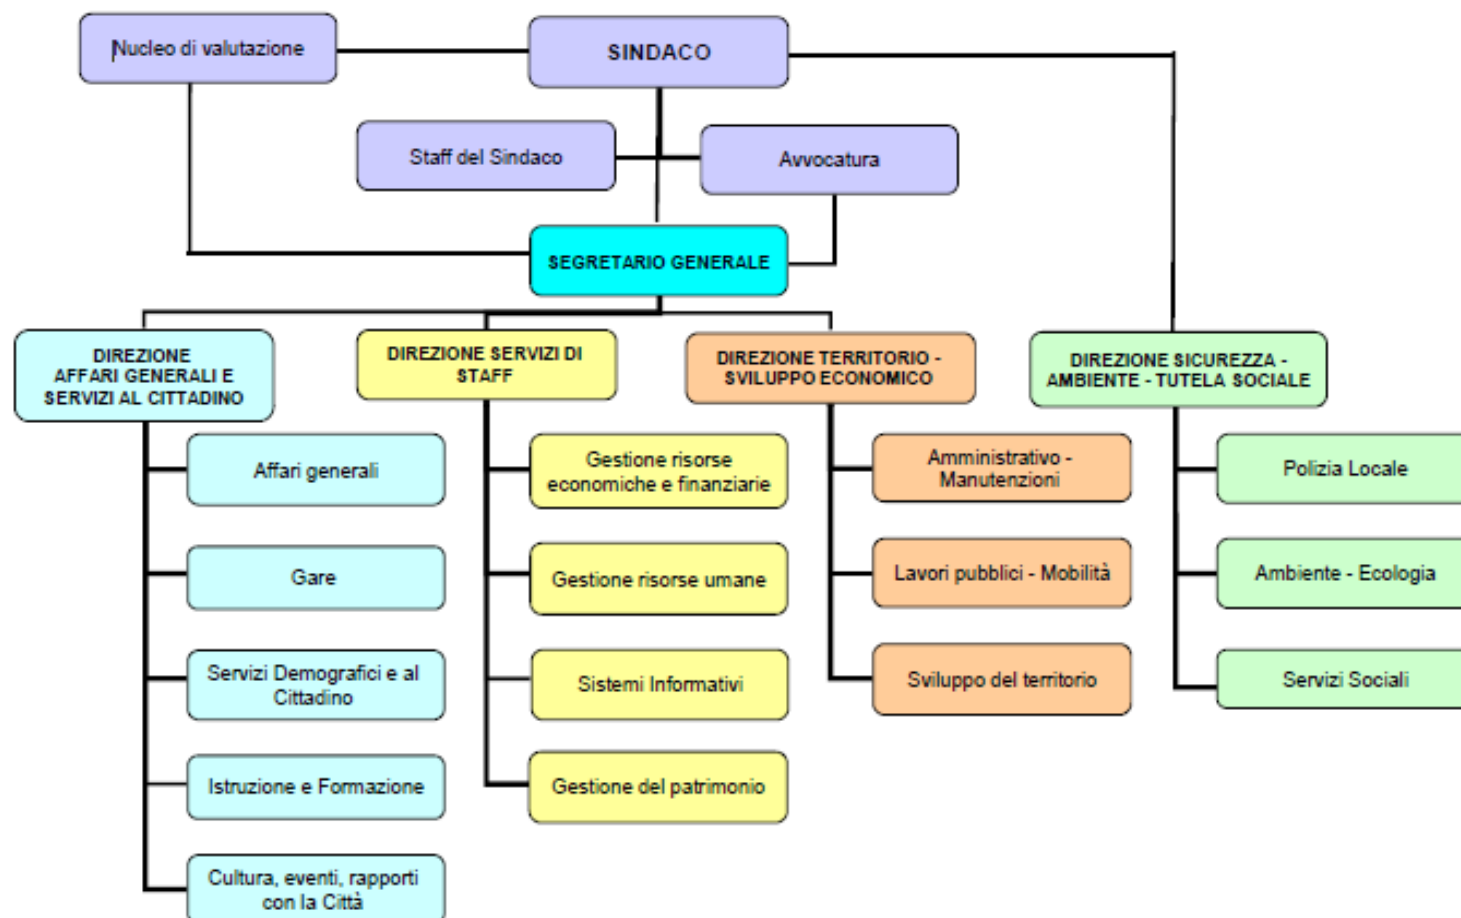 Nucleo di valutazione
SINDACO
Staff del Sindaco
Avvocatura
SEGRETARIO GENERALE
DIREZIONE
AFFARI GENERALI E
SERVIZI AL CITTADINO
DIREZIONE SERVIZI DI
STAFF
DIREZIONE TERRITORIO -
SVILUPPO ECONOMICO
DIREZIONE SICUREZZA -
AMBIENTE - TUTELA SOCIALE
Affari generali
Gare
Servizi Demografici e al
Cittadino
Istruzione e Formazione
Cultura, eventi, rapporti
con la Città
Gestione risorse
economiche e finanziarie
Gestione risorse umane
Sistemi Informativi
Gestione del patrimonio
Amministrativo -
Manutenzioni
Lavori pubblici - Mobilità
Sviluppo del territorio
Polizia Locale
Ambiente - Ecologia
Servizi Sociali